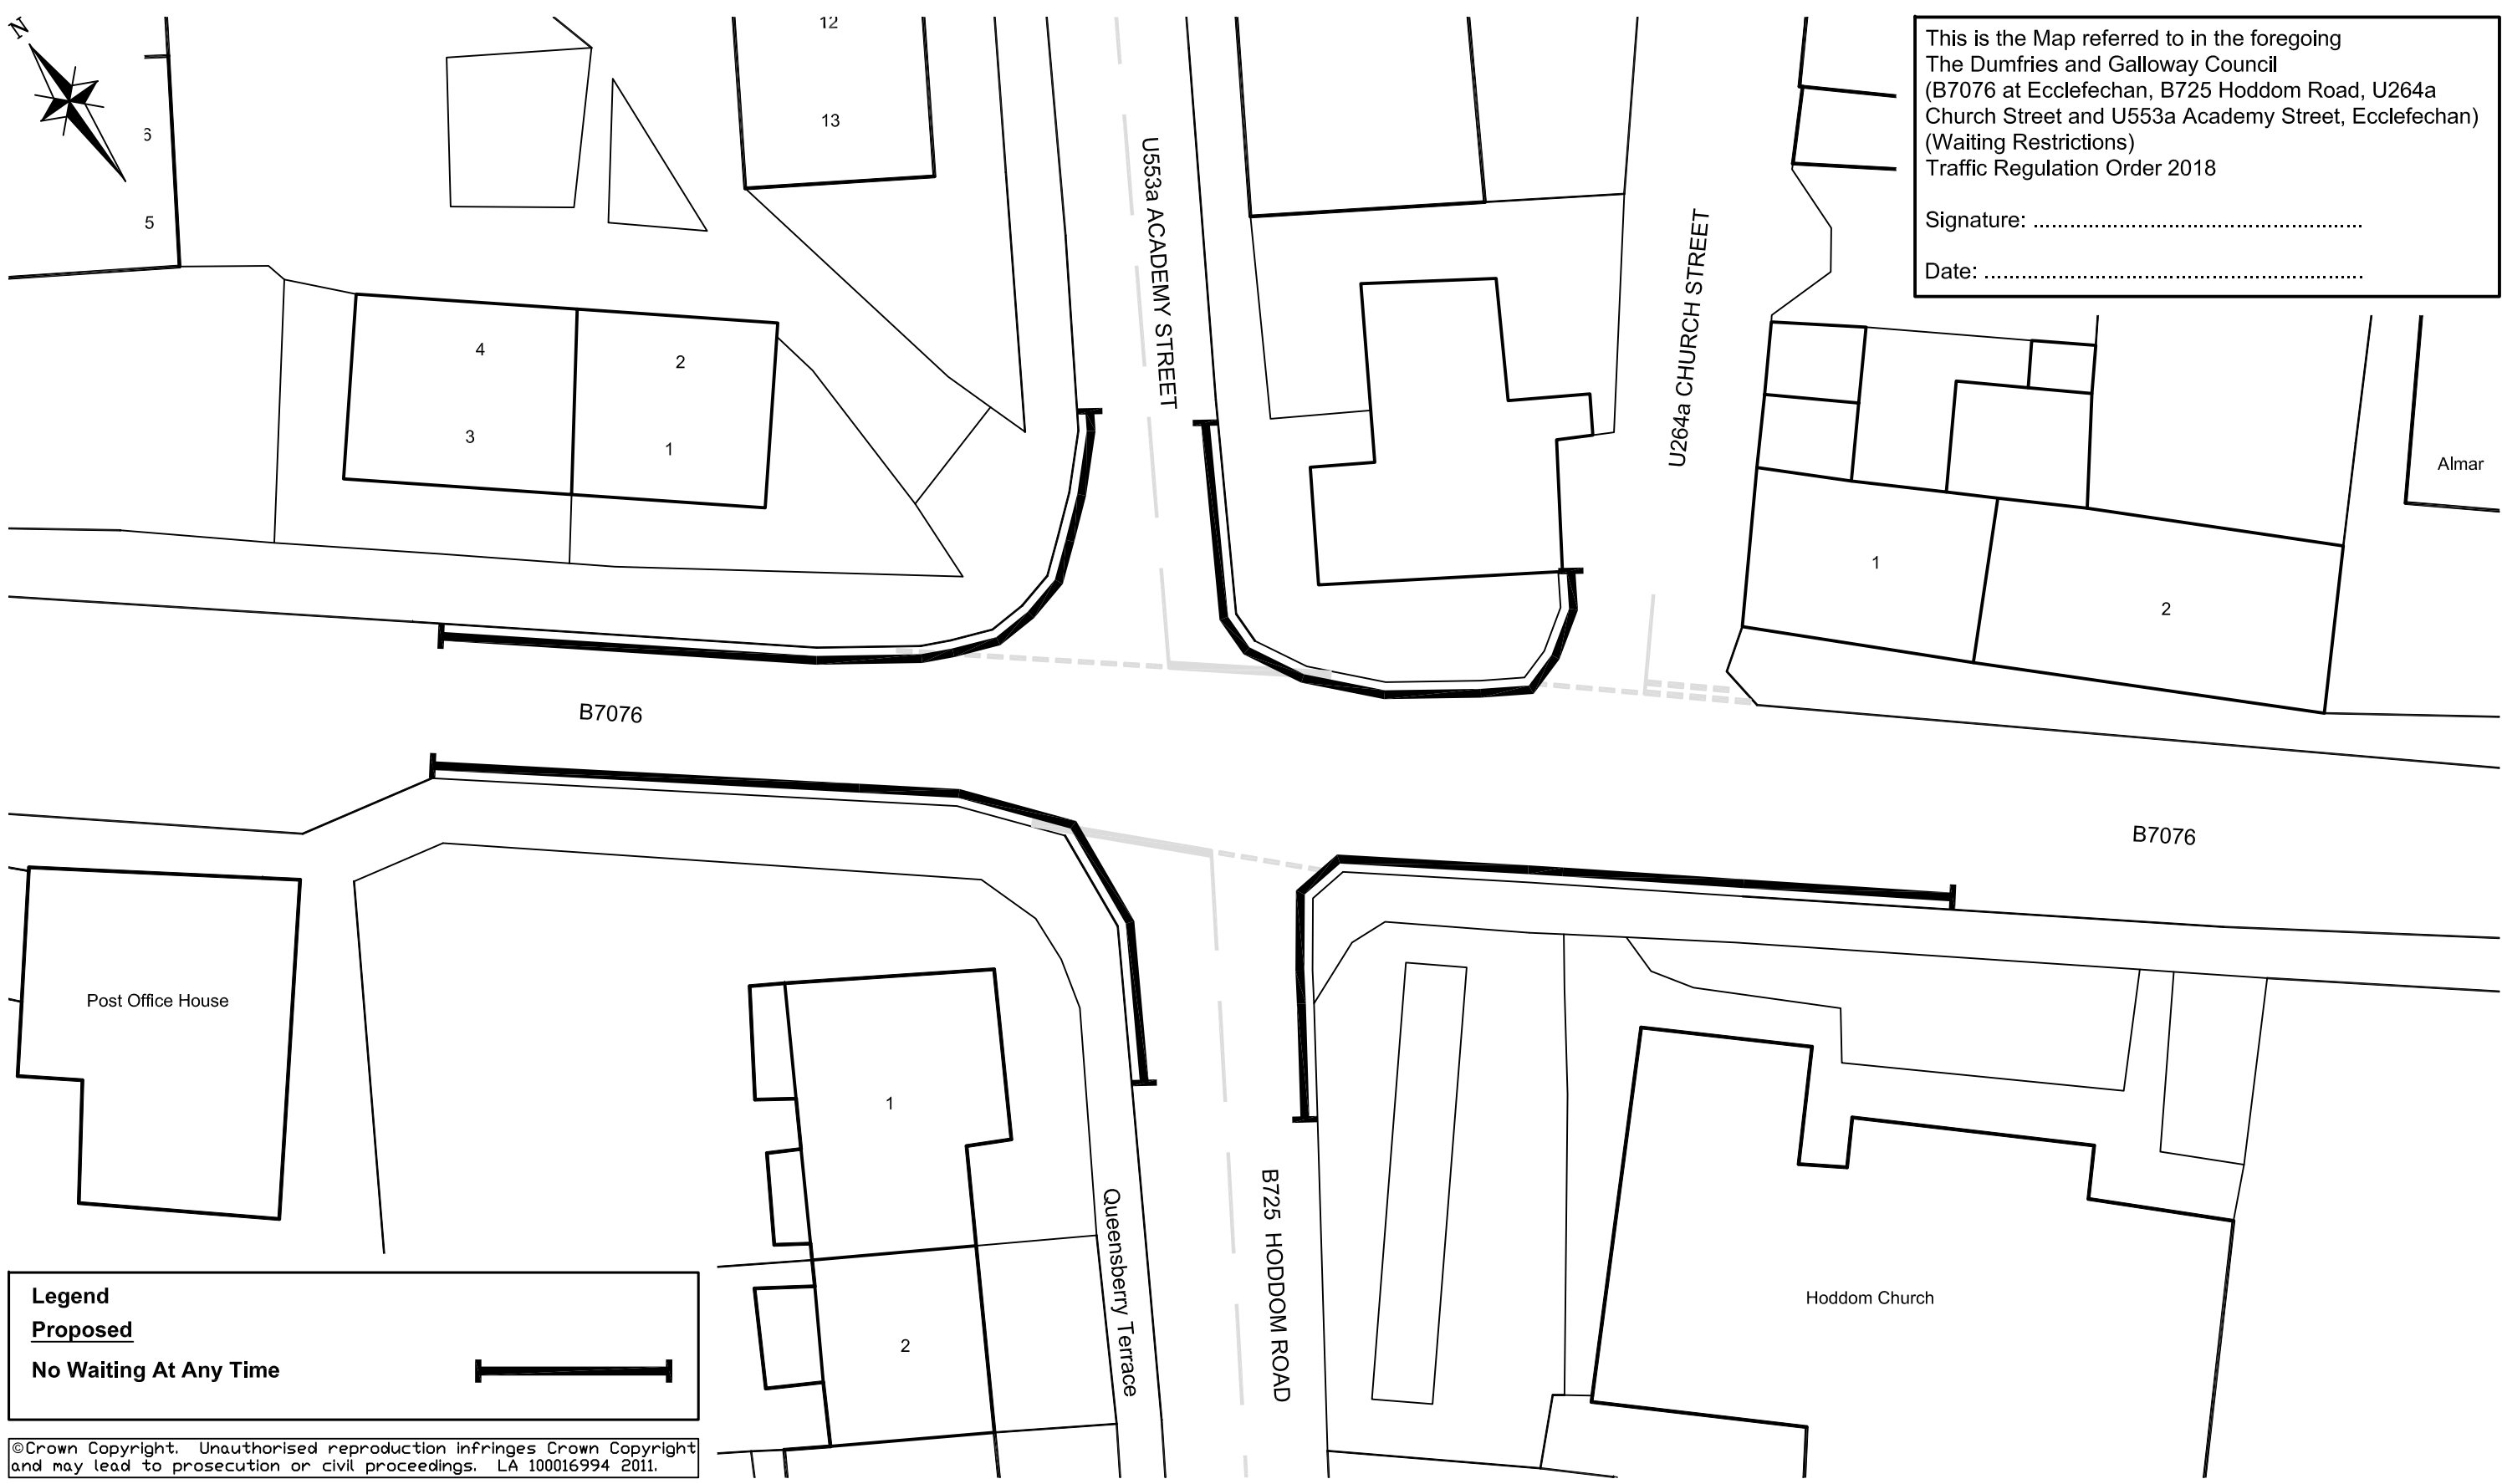 N
12
This is the Map referred to in the foregoing
The Dumfries and Galloway Council
(B7076 at Ecclefechan, B725 Hoddom Road, U264a
Church Street and U553a Academy Street, Ecclefechan)
(Waiting Restrictions)
Traffic Regulation Order 2018
Signature: ......................................................
Date: ..............................................................
6
13
5
U553a ACADEMY STREET
U264a CHURCH STREET
4
2
3
1
Almar
1
2
B7076
B7076
Post Office House
1
Queensberry Terrace
B725 HODDOM ROAD
Hoddom Church
2
Legend
Proposed
No Waiting At Any Time
©Crown Copyright. Unauthorised reproduction infringes Crown Copyright
and may lead to prosecution or civil proceedings. LA 100016994 2011.